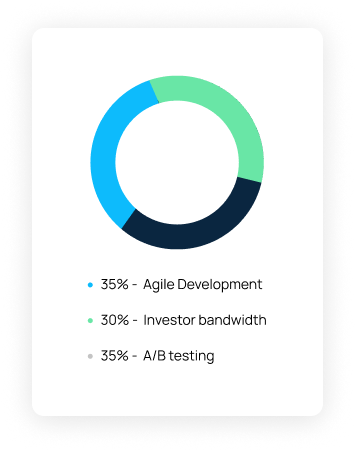 35% - Agile Development
30% - Investor bandwidth
35% - A/B testing